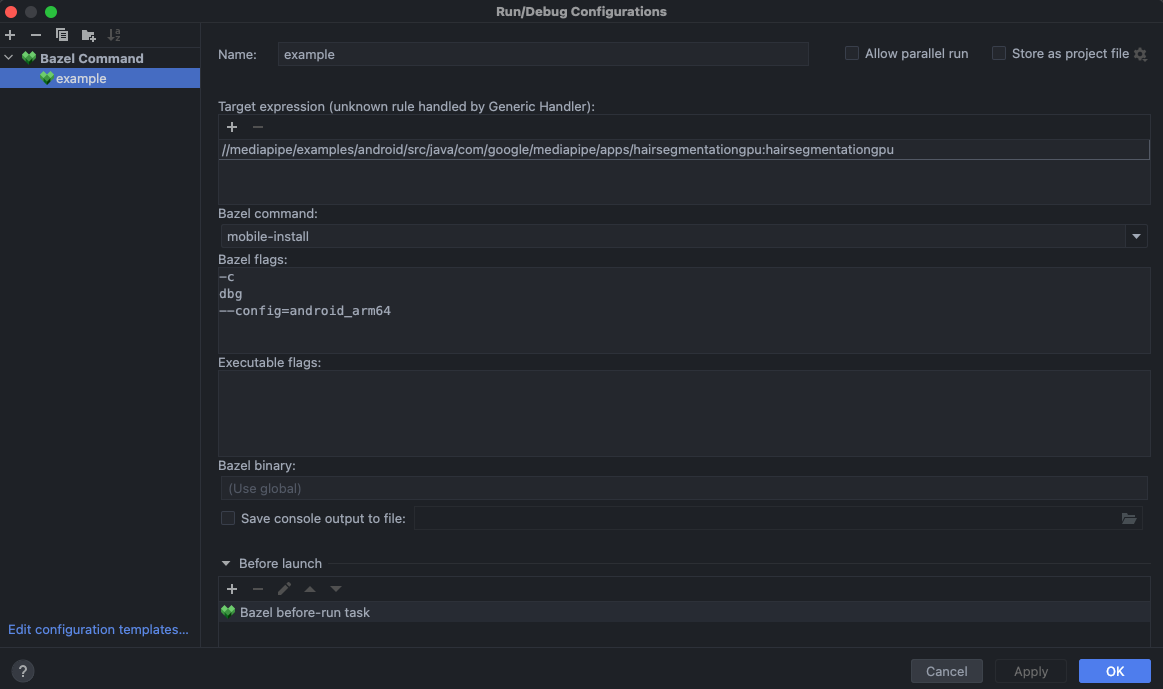 Run/Debug Configurations
Bazel Command
example
Name:
example
Allow parallel run
Store as project file
Target expression (unknown rule handled by Generic Handler):
//mediapipe/examples/android/src/java/com/google/mediapipe/apps/hairsegmentationgpu:hairsegmentationgpu
Bazel command:
mobile-install
Bazel flags:
-c
dbg
--config=android_arm64
Executable flags:
Bazel binary:
(Use global)
Save console output to file:
Before launch
Bazel before-run task
Edit configuration templates...
?
Cancel
Apply
OK